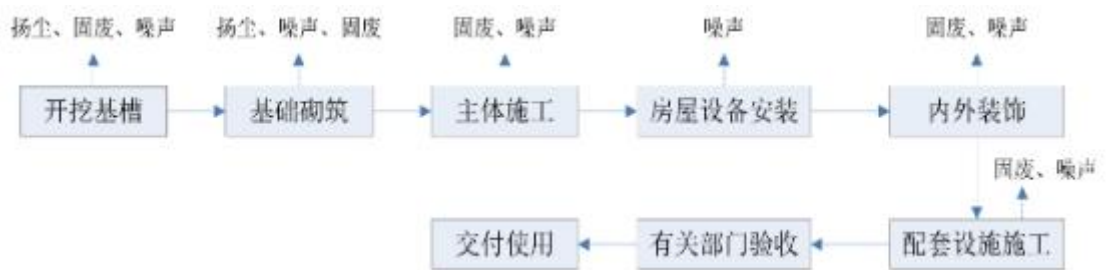 扬尘、固废、噪声
扬尘、噪声、固废
固废、噪声
噪声
固废、噪声
开挖基槽
基础砌筑
主体施工
房屋设备安装
内外装饰
固废、噪声
交付使用
有关部门验收
配套设施施工